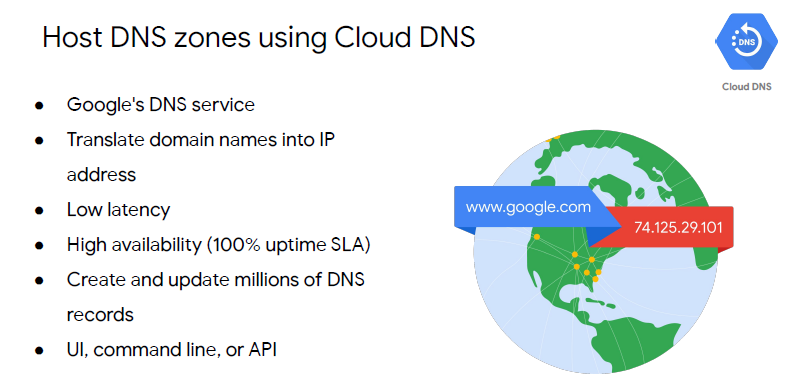 Host DNS zones using Cloud DNS
DNS
Cloud DNS
● Google's DNS service
● Translate domain names into IP
address
● Low latency
● High availability (100% uptime SLA)
● Create and update millions of DNS
records
● UI, command line, or API
www.google.com
74.125.29.101